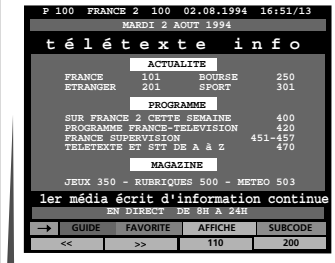 P 100 FRANCE 2 100 02.08.1994 16:51/13
MARDI 2 AOUT 1994
télétexte info
ACTUALITE
FRANCE 101 BOURSE 250
ETRANGER 201 SPORT 301
PROGRAMME
SUR FRANCE 2 CETTE SEMAINE 400
PROGRAMME FRANCE-TELEVISION 420
FRANCE SUPERVISION 451-457
TELETEXTE ET STT DE A à Z 470
MAGAZINE
JEUX 350 - RUBRIQUES 500 - METEO 503
1er média écrit d'information continue
EN DIRECT DE 8H A 24H
→ GUIDE FAVORITE AFFICHE SUBCODE
<< >> 110 200